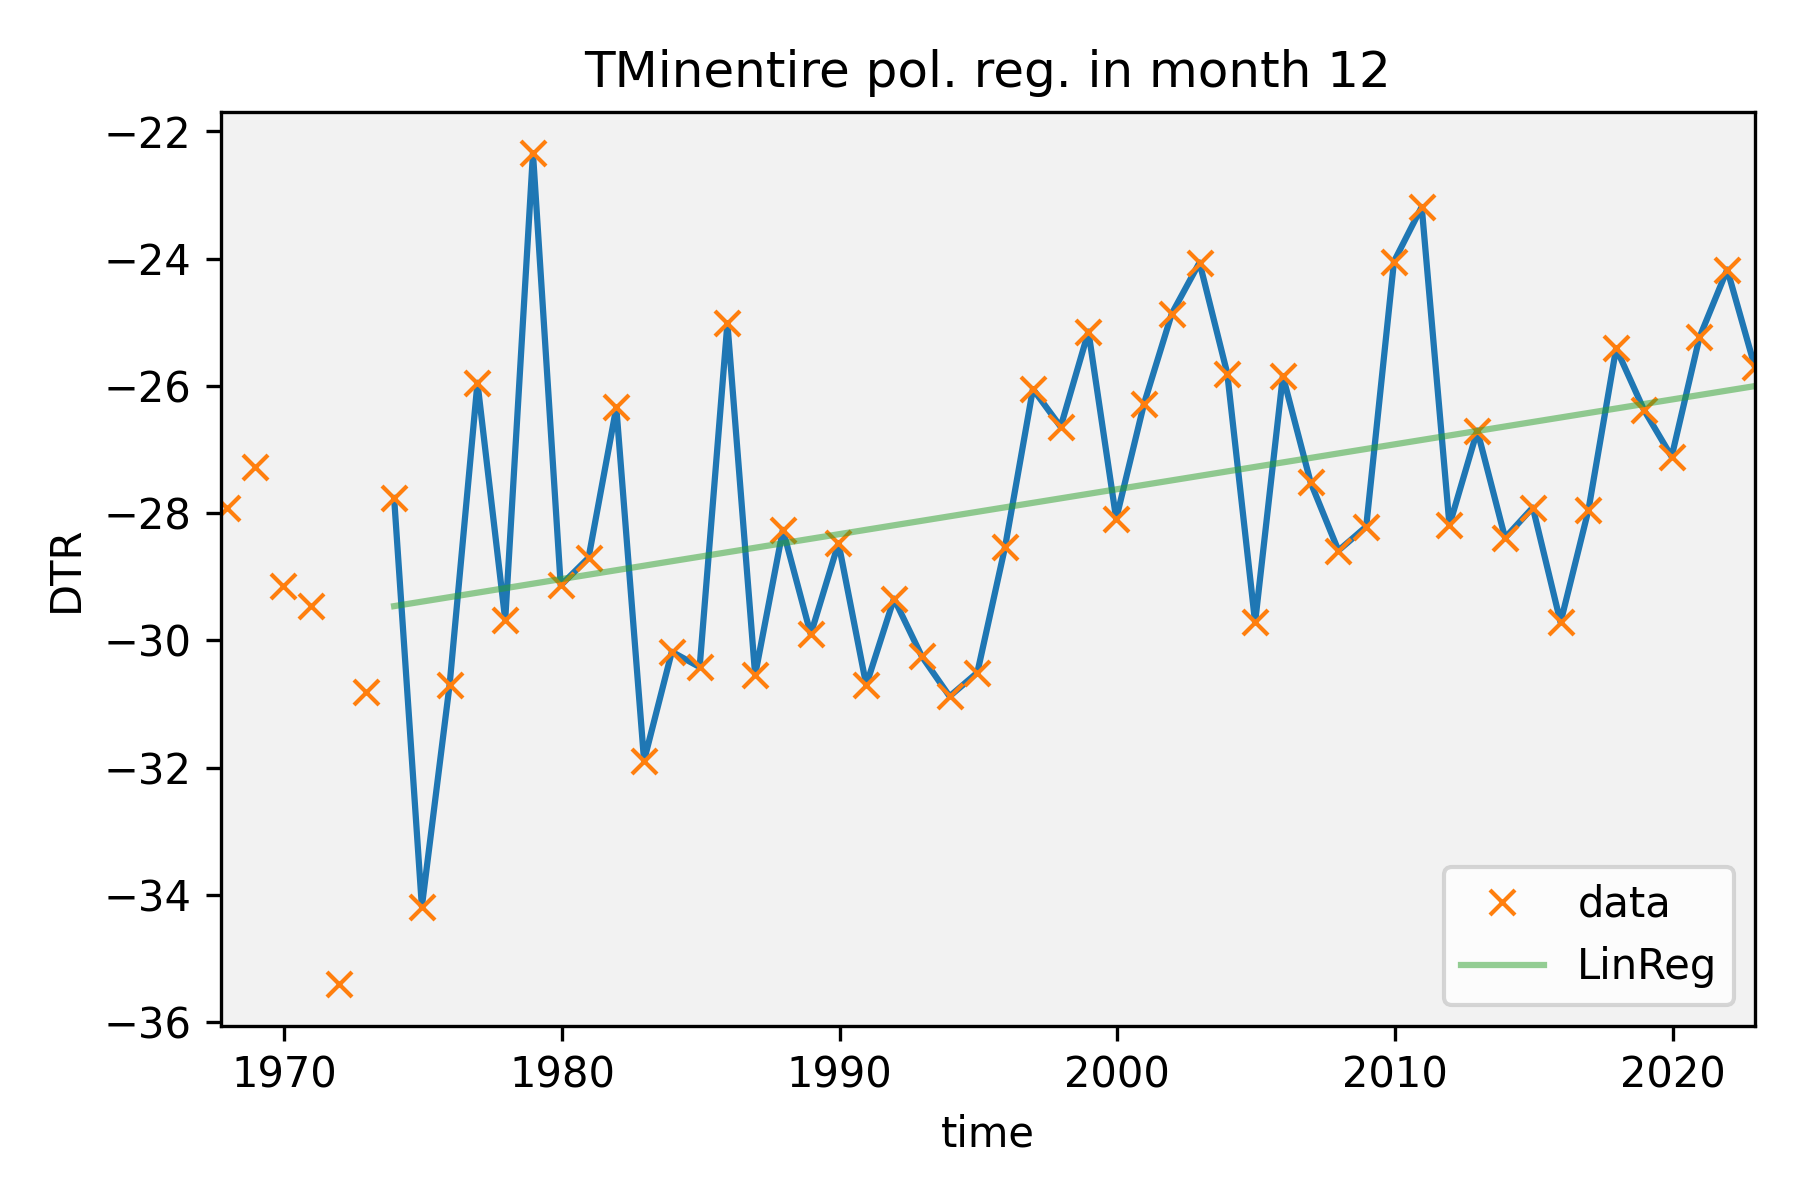 TMinentire pol. reg. in month 12
−22
−24
−26
−28
−30
−32
−34
−36
DTR
data
LinReg
1970 1980 1990 2000 2010 2020
time